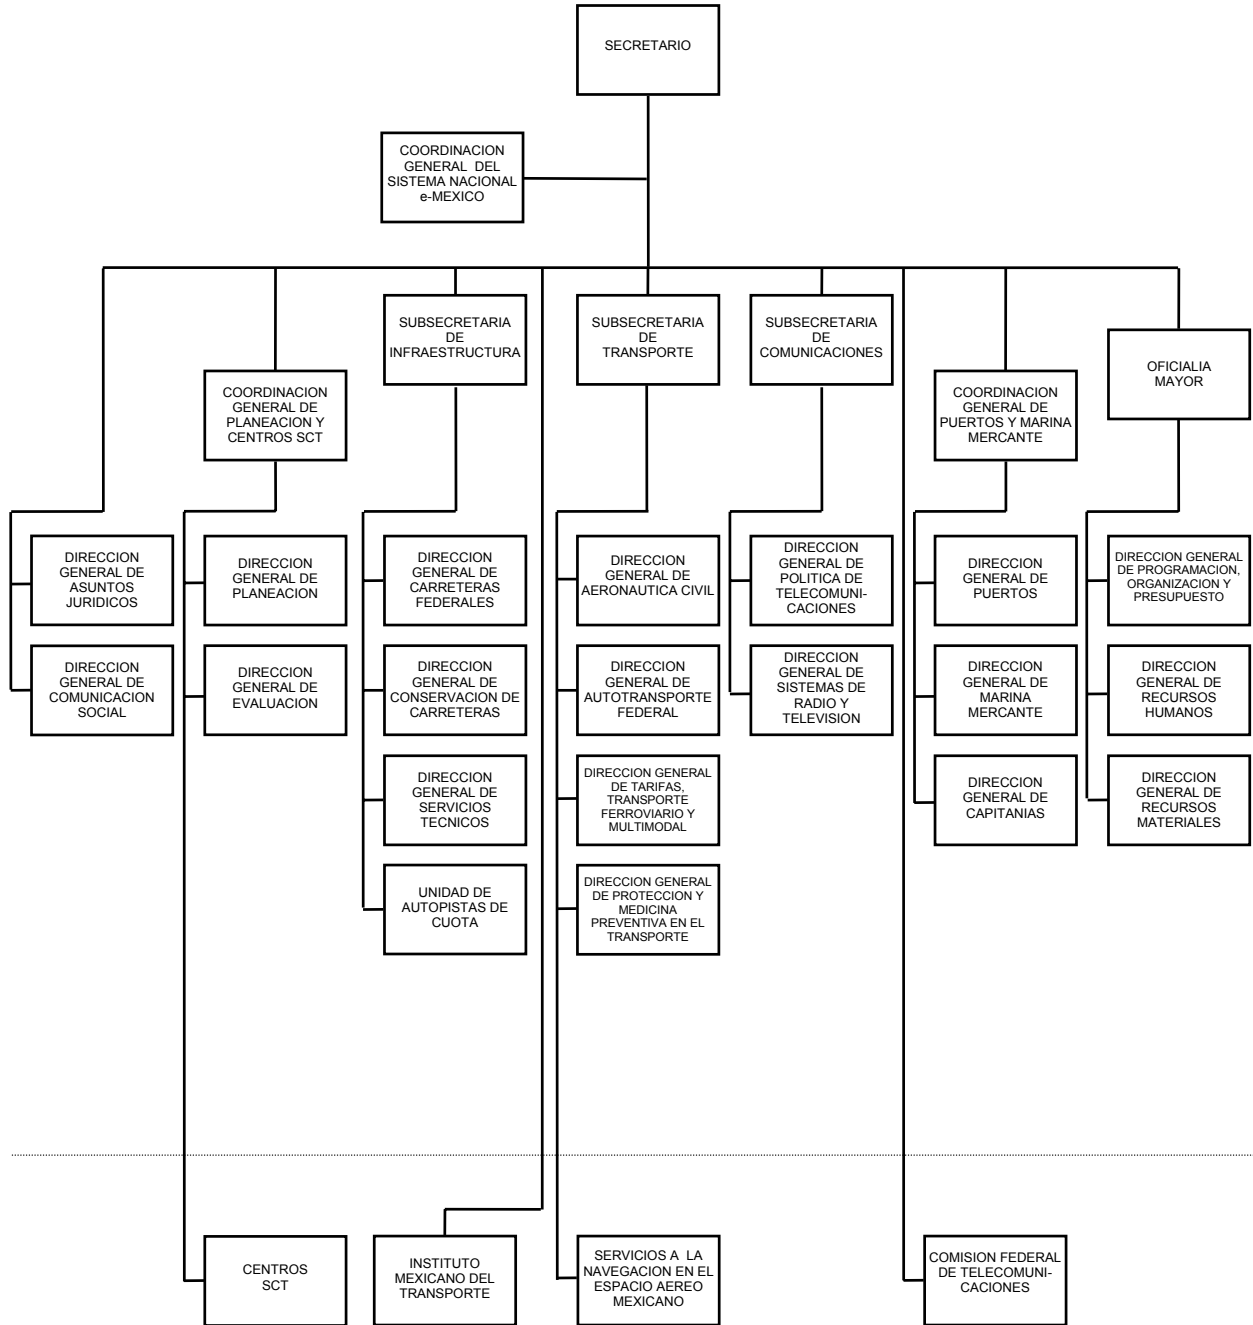 SECRETARIO
COORDINACION
GENERAL DEL
SISTEMA NACIONAL
e-MEXICO
SUBSECRETARIA
DE
INFRAESTRUCTURA
SUBSECRETARIA
DE
TRANSPORTE
SUBSECRETARIA
DE
COMUNICACIONES
OFICIALIA
MAYOR
COORDINACION
GENERAL DE
PLANEACION Y
CENTROS SCT
COORDINACION
GENERAL DE
PUERTOS Y MARINA
MERCANTE
DIRECCION
GENERAL DE
ASUNTOS
JURIDICOS
DIRECCION
GENERAL DE
PLANEACION
DIRECCION
GENERAL DE
CARRETERAS
FEDERALES
DIRECCION
GENERAL DE
AERONAUTICA CIVIL
DIRECCION
GENERAL DE
POLITICA DE
TELECOMUNI-
CACIONES
DIRECCION
GENERAL DE
PUERTOS
DIRECCION GENERAL
DE PROGRAMACION,
ORGANIZACION Y
PRESUPUESTO
DIRECCION
GENERAL DE
COMUNICACION
SOCIAL
DIRECCION
GENERAL DE
EVALUACION
DIRECCION
GENERAL DE
CONSERVACION DE
CARRETERAS
DIRECCION
GENERAL DE
AUTOTRANSPORTE
FEDERAL
DIRECCION
GENERAL DE
SISTEMAS DE
RADIO Y
TELEVISION
DIRECCION
GENERAL DE
MARINA
MERCANTE
DIRECCION
GENERAL DE
RECURSOS
HUMANOS
DIRECCION
GENERAL DE
SERVICIOS
TECNICOS
DIRECCION GENERAL
DE TARIFAS,
TRANSPORTE
FERROVIARIO Y
MULTIMODAL
DIRECCION
GENERAL DE
CAPITANIAS
DIRECCION
GENERAL DE
RECURSOS
MATERIALES
UNIDAD DE
AUTOPISTAS DE
CUOTA
DIRECCION GENERAL
DE PROTECCION Y
MEDICINA
PREVENTIVA EN EL
TRANSPORTE
CENTROS
SCT
INSTITUTO
MEXICANO DEL
TRANSPORTE
SERVICIOS A LA
NAVEGACION EN EL
ESPACIO AEREO
MEXICANO
COMISION FEDERAL
DE TELECOMUNI-
CACIONES